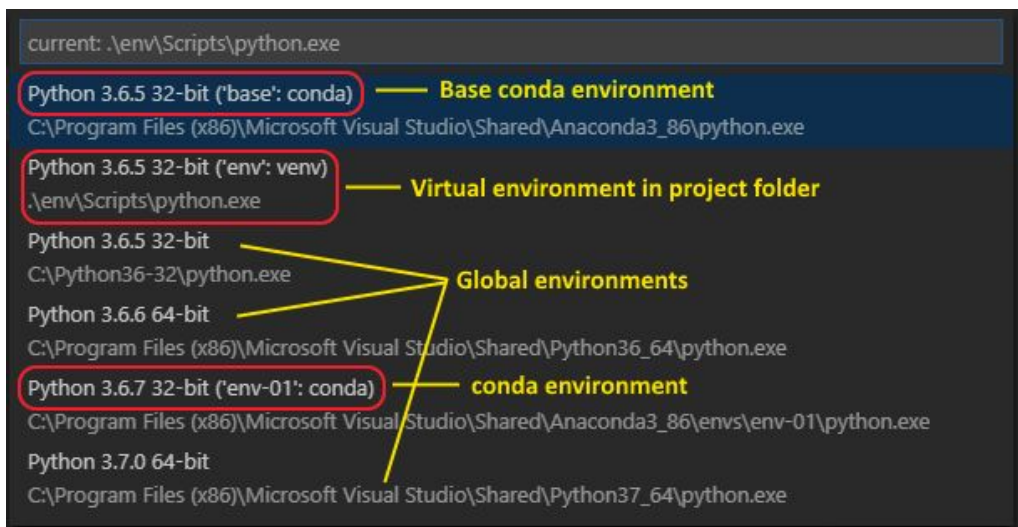 current: .\env\Scripts\python.exe
Python 3.6.5 32-bit ('base': conda) Base conda environment
C:\Program Files (x86)\Microsoft Visual Studio\Shared\Anaconda3_86\python.exe
Python 3.6.5 32-bit ('env': venv)
Virtual environment in project folder
.\env\Scripts\python.exe
Python 3.6.5 32-bit
C:\Python36-32\python.exe
Global environments
Python 3.6.6 64-bit
C:\Program Files (x86)\Microsoft Visual Studio\Shared\Python36_64\python.exe
Python 3.6.7 32-bit ('env-01': conda) conda environment
C:\Program Files (x86)\Microsoft Visual Studio\Shared\Anaconda3_86\envs\env-01\python.exe
Python 3.7.0 64-bit
C:\Program Files (x86)\Microsoft Visual Studio\Shared\Python37_64\python.exe